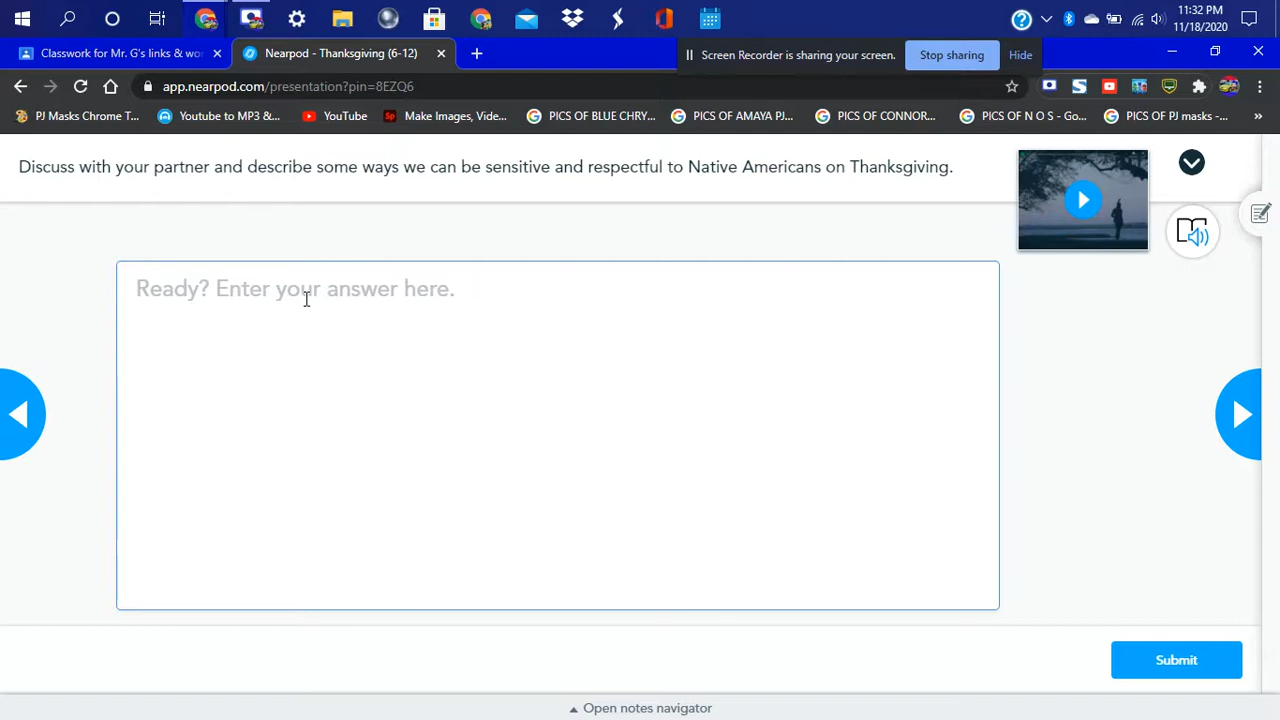 11:32 PM
11/18/2020
Classwork for Mr. G's links & wor
Nearpod - Thanksgiving (6-12)
Screen Recorder is sharing your screen.
Stop sharing
Hide
app.nearpod.com/presentation?pin=8EZQ6
PJ Masks Chrome T...
Youtube to MP3 &...
YouTube
Make Images, Vide...
PICS OF BLUE CHRY...
PICS OF AMAYA PJ...
PICS OF CONNOR...
PICS OF N O S - Go...
PICS OF PJ masks -...
Discuss with your partner and describe some ways we can be sensitive and respectful to Native Americans on Thanksgiving.
Ready? Enter your answer here.
Submit
Open notes navigator